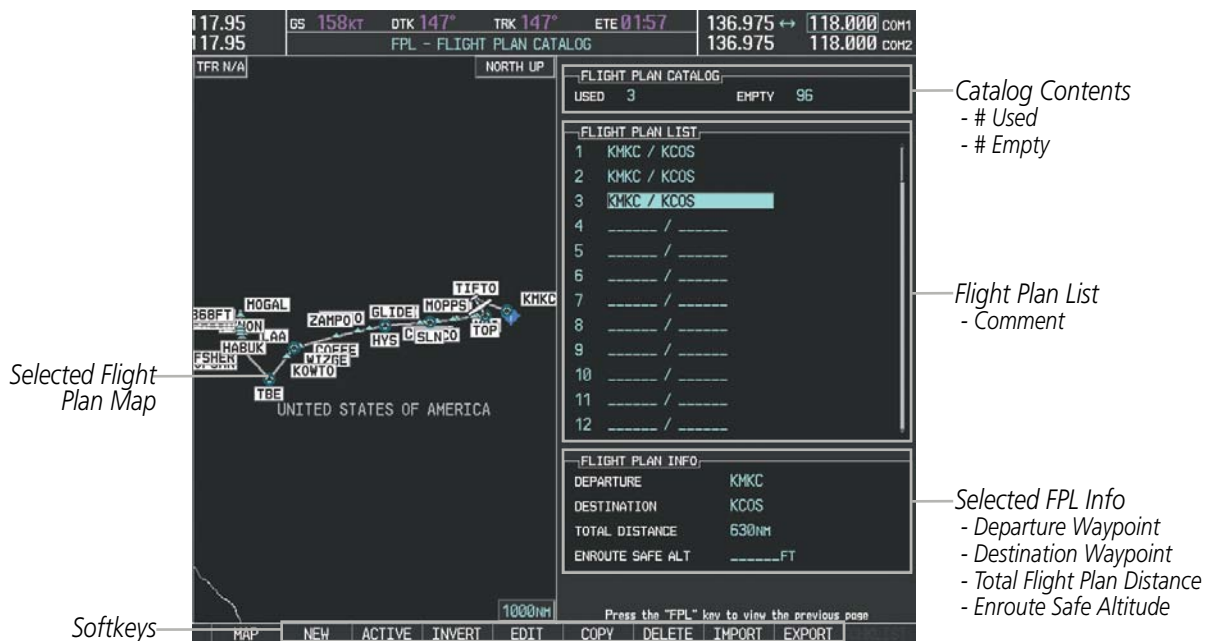 117.95 GS 158KT DTK 147° TRK 147° ETE 01:57 136.975 ↔ 118.000 COM1
117.95 FPL – FLIGHT PLAN CATALOG 136.975 118.000 COM2
TFR N/A NORTH UP
FLIGHT PLAN CATALOG
USED 3 EMPTY 96
Catalog Contents
- # Used
- # Empty
FLIGHT PLAN LIST
1 KMKC / KCOS
2 KMKC / KCOS
3 KMKC / KCOS
4 ______ / ______
5 ______ / ______
6 ______ / ______
7 ______ / ______
8 ______ / ______
9 ______ / ______
10 ______ / ______
11 ______ / ______
12 ______ / ______
Flight Plan List
- Comment
TIFTO
KMKC
MOPPS
GLIDE
MOGAL
868FT
ZAMPO
TOP
SLN
HYS
LAA
HABUK
COFFE
WIZGE
KOWTO
FSHER
TBE
UNITED STATES OF AMERICA
Selected Flight
Plan Map
FLIGHT PLAN INFO
DEPARTURE KMKC
DESTINATION KCOS
TOTAL DISTANCE 630NM
ENROUTE SAFE ALT ______FT
Selected FPL Info
- Departure Waypoint
- Destination Waypoint
- Total Flight Plan Distance
- Enroute Safe Altitude
1000NM
Press the "FPL" key to view the previous page
Softkeys
MAP NEW ACTIVE INVERT EDIT COPY DELETE IMPORT EXPORT